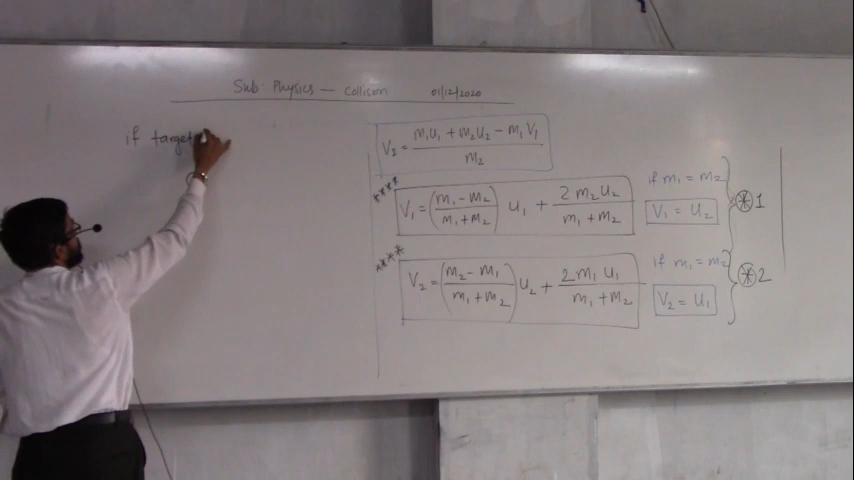 Sub: Physics — Collison 01/12/2020
if target
V₂ = (m₁u₁ + m₂u₂ − m₁V₁) / m₂
**** V₁ = ((m₁ − m₂) / (m₁ + m₂)) u₁ + 2m₂u₂ / (m₁ + m₂)
if m₁ = m₂
V₁ = U₂
⊛1
**** V₂ = ((m₂ − m₁) / (m₁ + m₂)) u₂ + 2m₁u₁ / (m₁ + m₂)
if m₁ = m₂
V₂ = U₁
⊛2